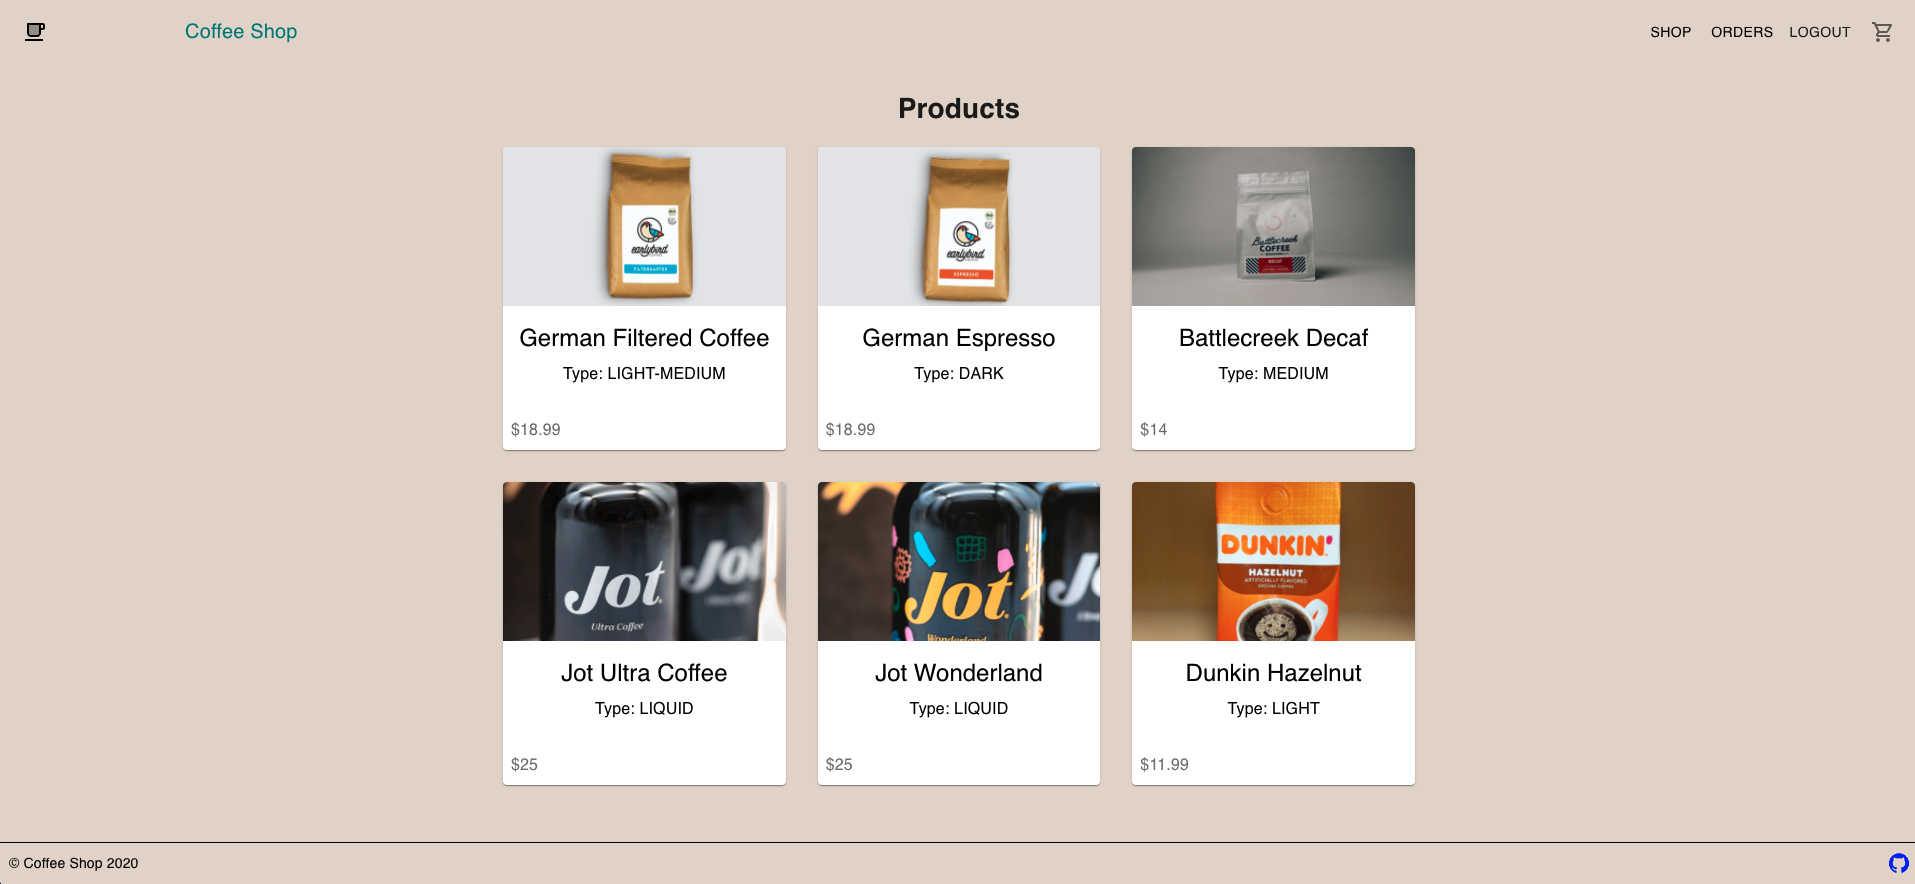 Coffee Shop
SHOP ORDERS LOGOUT
Products
earlybird
FILTERKAFFEE
earlybird
ESPRESSO
Battlecreek
COFFEE
DECAF
German Filtered Coffee
German Espresso
Battlecreek Decaf
Type: LIGHT-MEDIUM
Type: DARK
Type: MEDIUM
$18.99
$18.99
$14
Jot
Ultra Coffee
Jot
Jot.
Wonderland
DUNKIN'
HAZELNUT
ARTIFICIALLY FLAVORED
GROUND COFFEE
Jot Ultra Coffee
Jot Wonderland
Dunkin Hazelnut
Type: LIQUID
Type: LIQUID
Type: LIGHT
$25
$25
$11.99
© Coffee Shop 2020